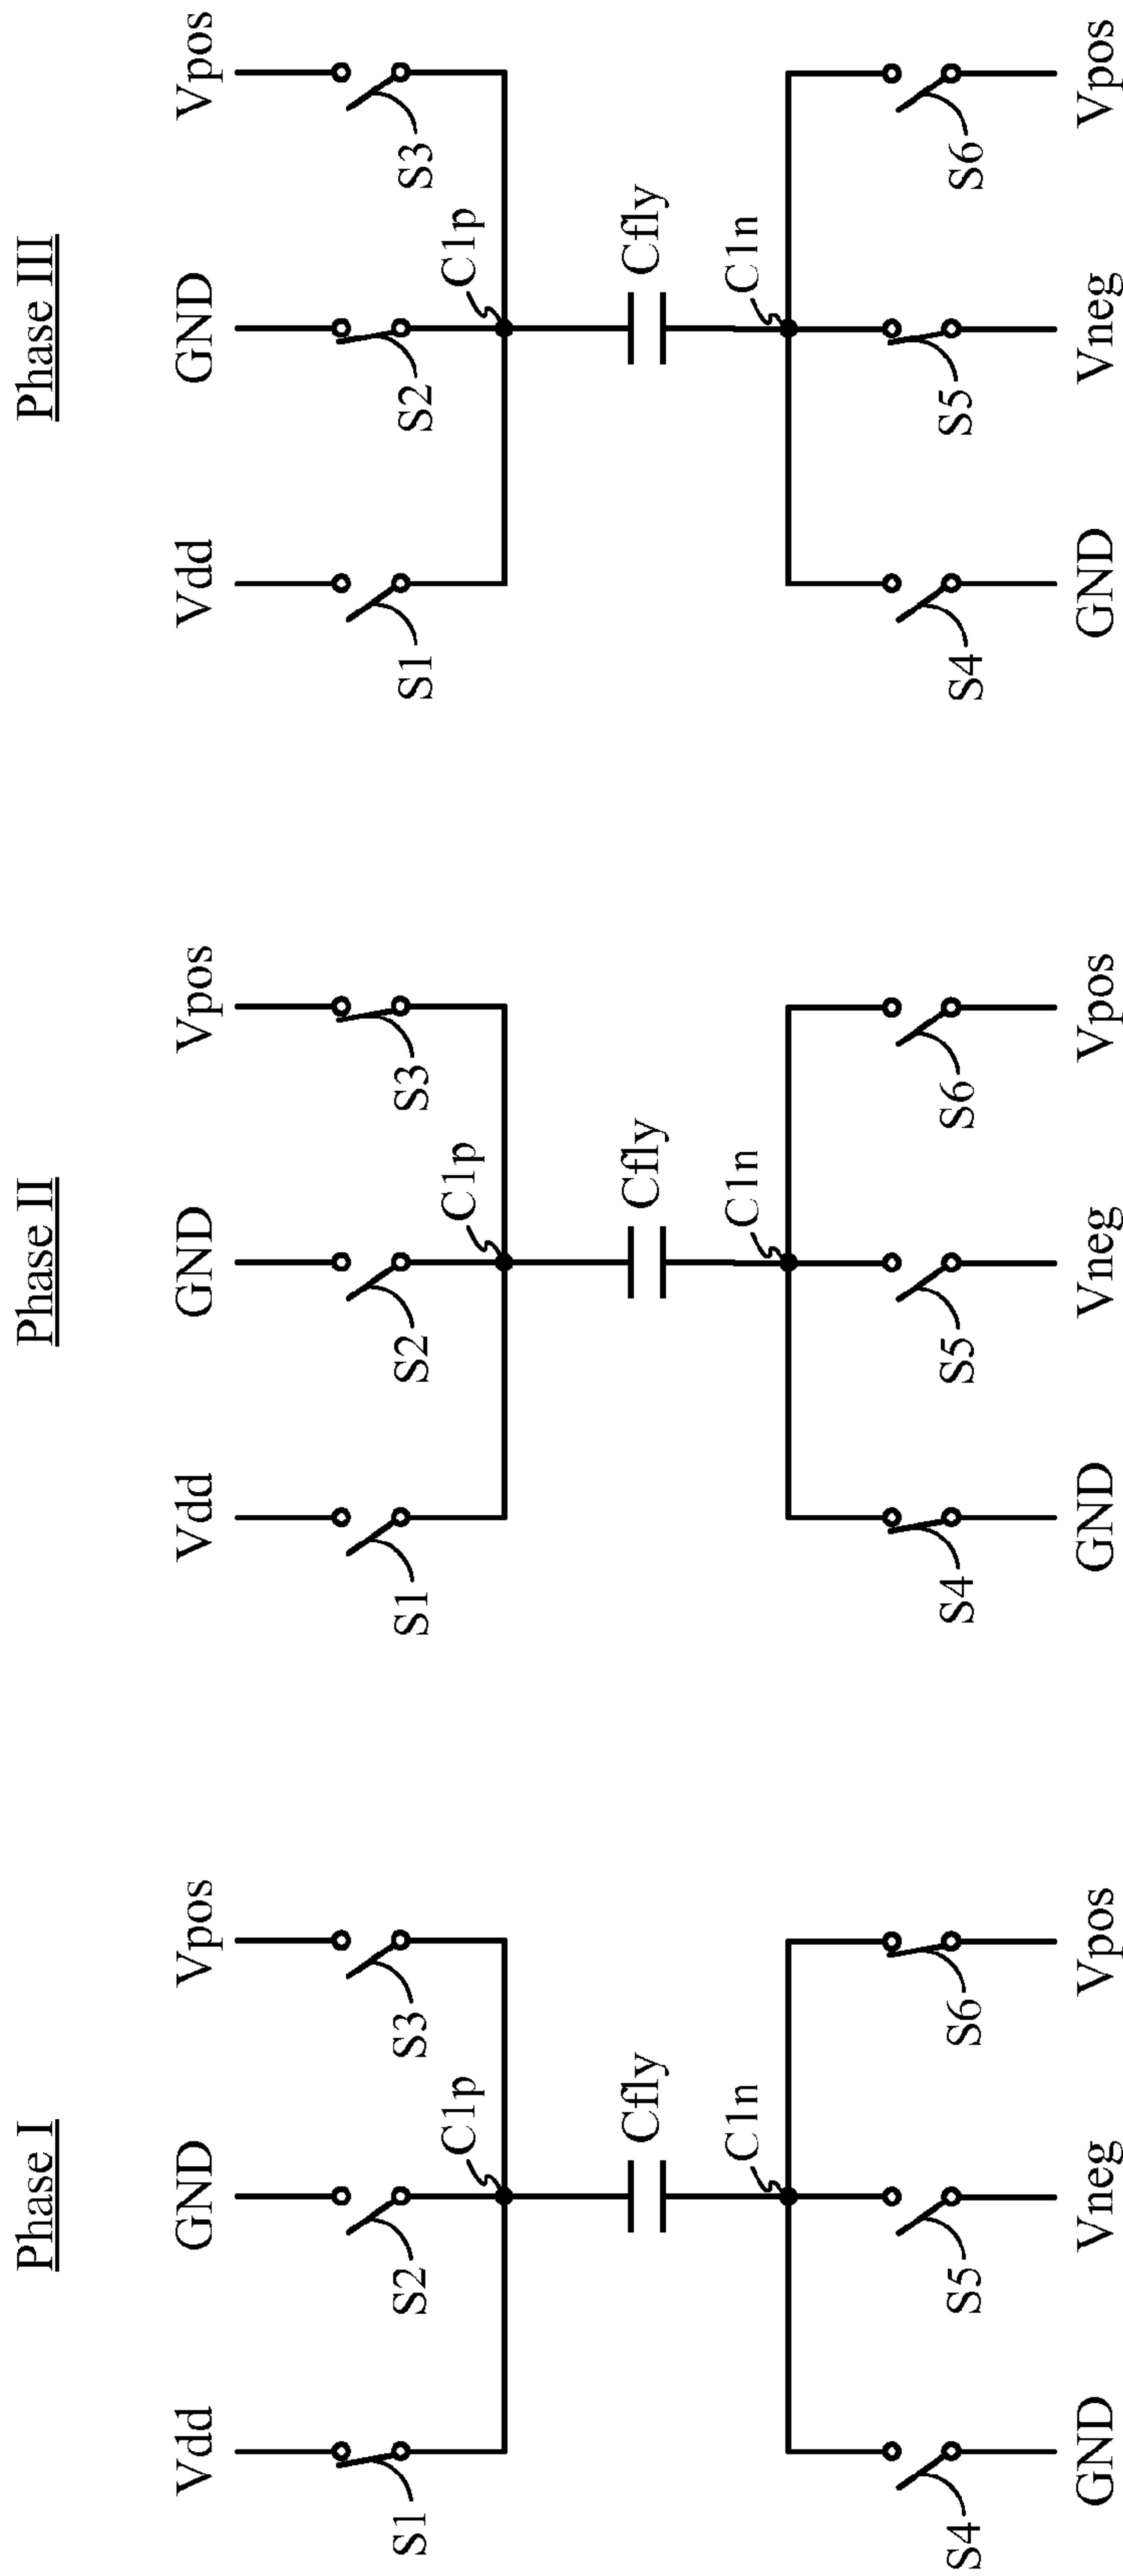 Phase I
Vdd GND Vpos
S1 S2 S3
C1p
Cfly
C1n
S4 S5 S6
GND Vneg Vpos
Phase II
Vdd GND Vpos
S1 S2 S3
C1p
Cfly
C1n
S4 S5 S6
GND Vneg Vpos
Phase III
Vdd GND Vpos
S1 S2 S3
C1p
Cfly
C1n
S4 S5 S6
GND Vneg Vpos